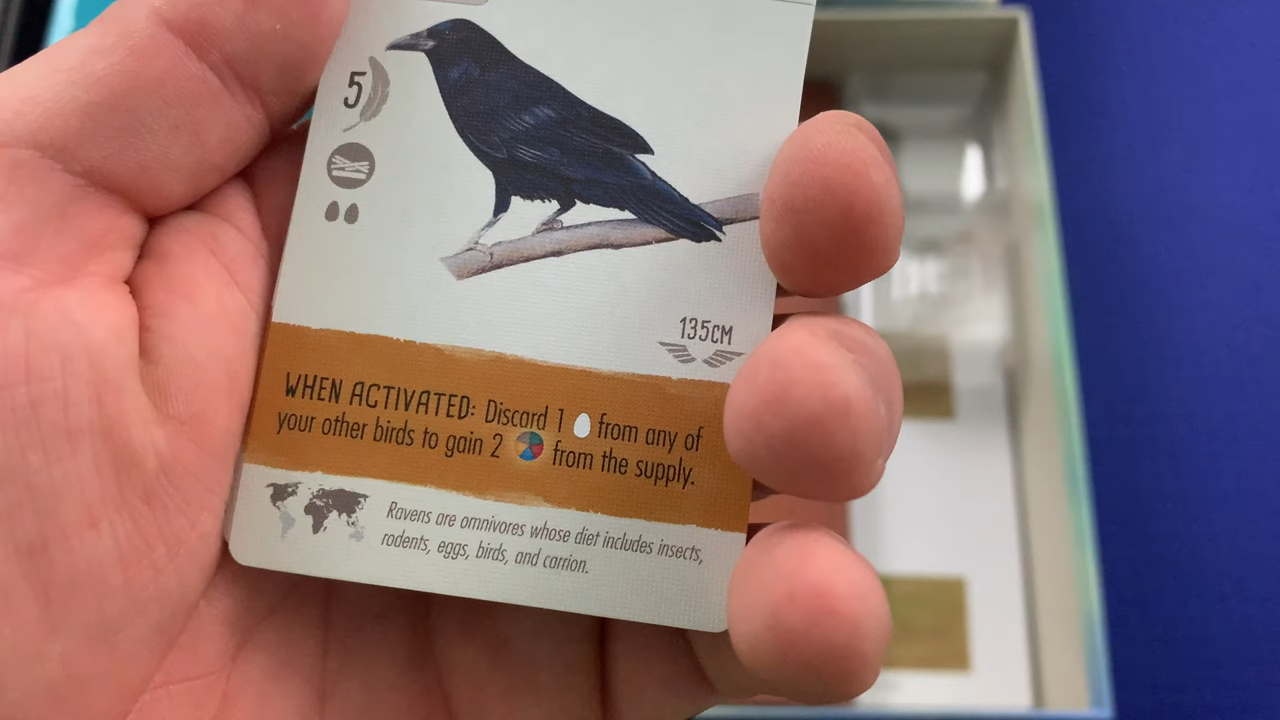 5
135CM
WHEN ACTIVATED: Discard 1 from any of
your other birds to gain 2 from the supply.
Ravens are omnivores whose diet includes insects,
rodents, eggs, birds, and carrion.